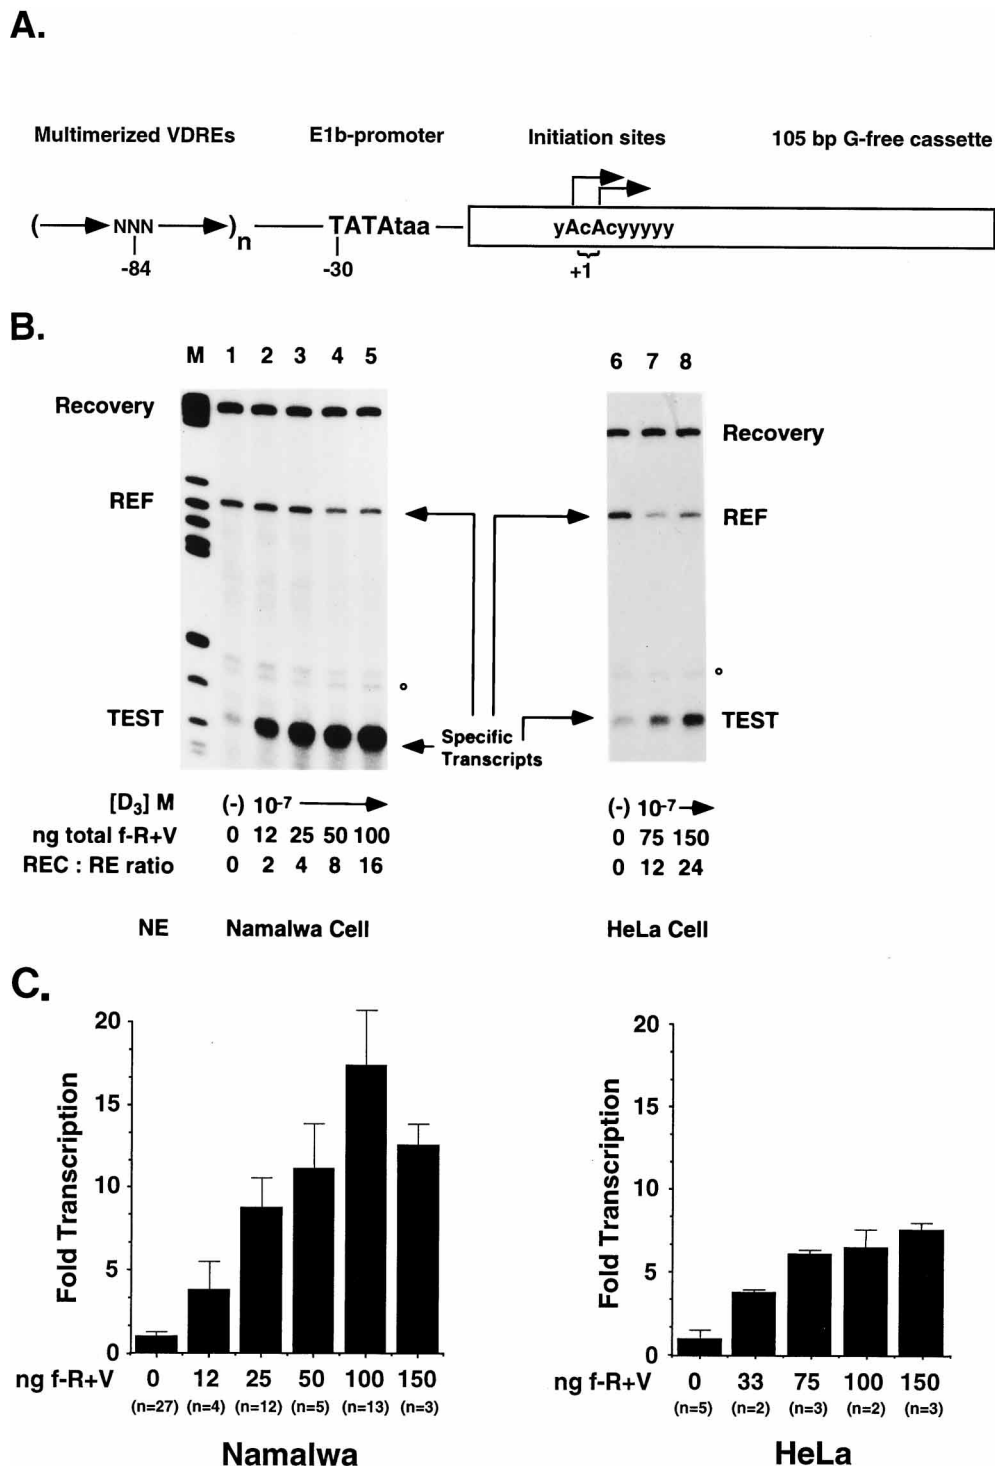 A.
Multimerized VDREs E1b-promoter Initiation sites 105 bp G-free cassette
( NNN )n TATAtaa yAcAcyyyyy
-84 -30 +1
B.
M 1 2 3 4 5 6 7 8
Recovery Recovery
REF REF
TEST TEST
Specific
Transcripts
[D3] M (-) 10-7 (-) 10-7
ng total f-R+V 0 12 25 50 100 0 75 150
REC : RE ratio 0 2 4 8 16 0 12 24
NE Namalwa Cell HeLa Cell
C.
Fold Transcription
20
15
10
5
0
ng f-R+V 0 12 25 50 100 150
(n=27) (n=4) (n=12) (n=5) (n=13) (n=3)
Namalwa
Fold Transcription
20
15
10
5
0
ng f-R+V 0 33 75 100 150
(n=5) (n=2) (n=3) (n=2) (n=3)
HeLa